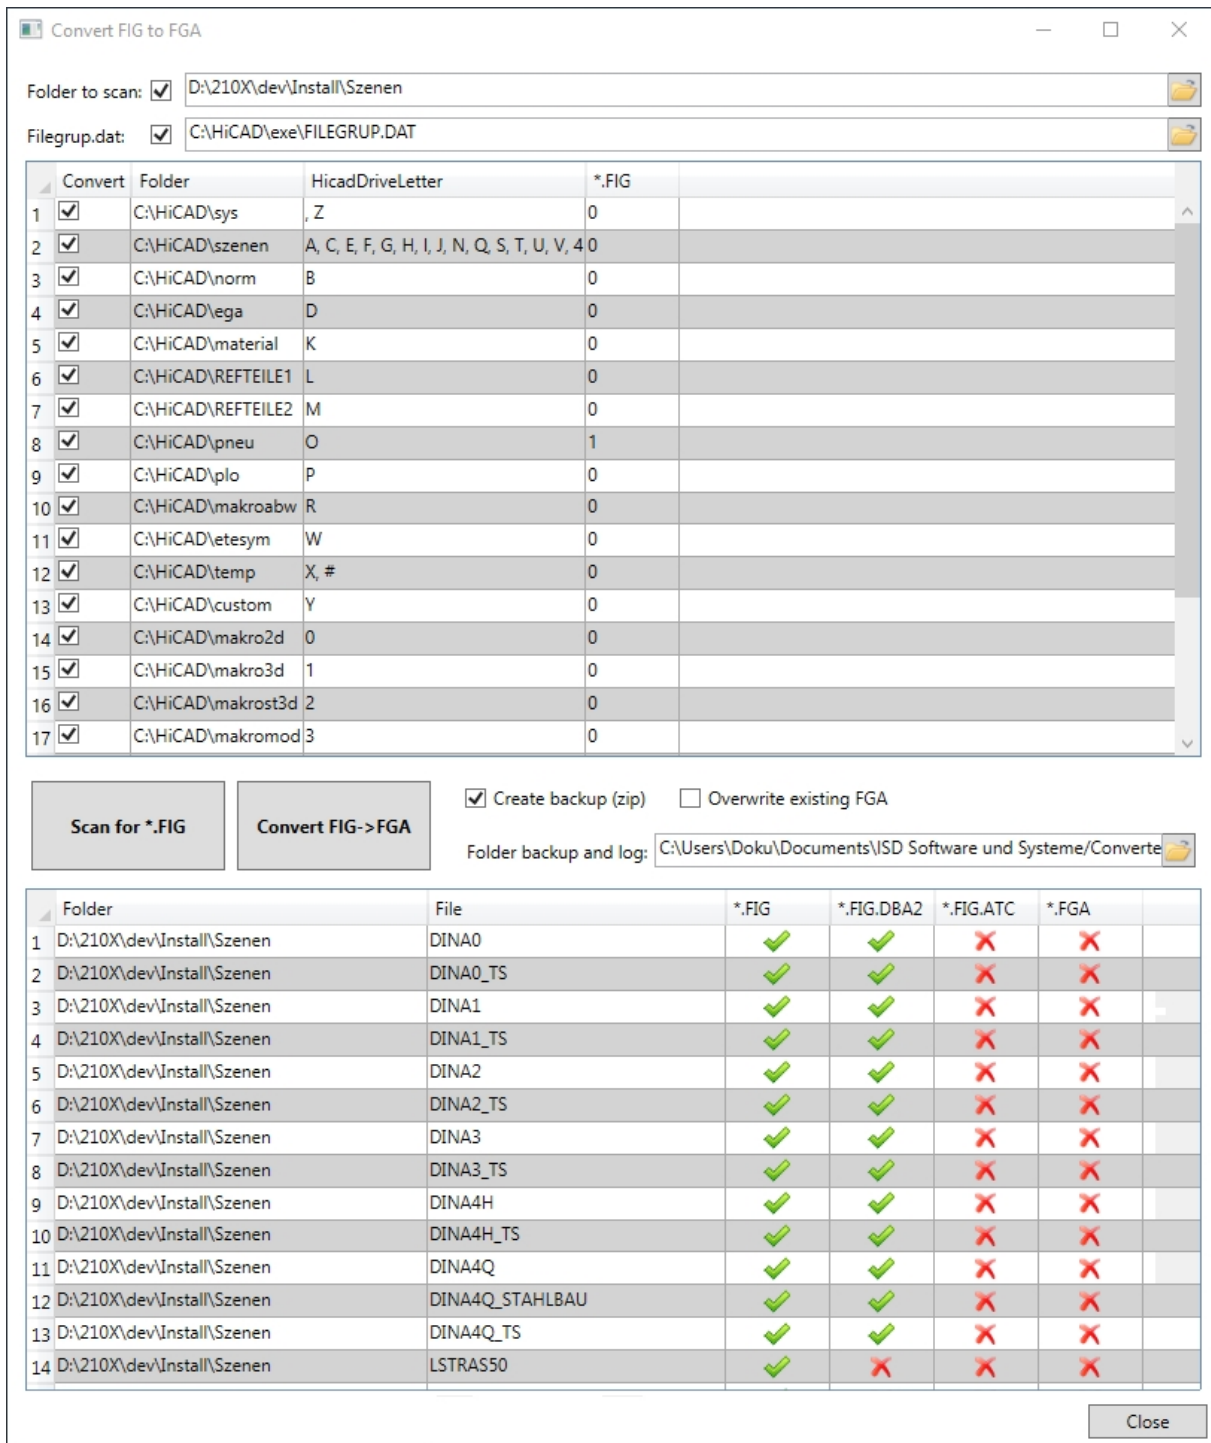 Convert FIG to FGA
Folder to scan: D:\210X\dev\Install\Szenen
Filegrup.dat: C:\HiCAD\exe\FILEGRUP.DAT
Convert Folder HicadDriveLetter *.FIG
1 C:\HiCAD\sys , Z 0
2 C:\HiCAD\szenen A, C, E, F, G, H, I, J, N, Q, S, T, U, V, 4 0
3 C:\HiCAD\norm B 0
4 C:\HiCAD\ega D 0
5 C:\HiCAD\material K 0
6 C:\HiCAD\REFTEILE1 L 0
7 C:\HiCAD\REFTEILE2 M 0
8 C:\HiCAD\pneu O 1
9 C:\HiCAD\plo P 0
10 C:\HiCAD\makroabw R 0
11 C:\HiCAD\etesym W 0
12 C:\HiCAD\temp X, # 0
13 C:\HiCAD\custom Y 0
14 C:\HiCAD\makro2d 0 0
15 C:\HiCAD\makro3d 1 0
16 C:\HiCAD\makrost3d 2 0
17 C:\HiCAD\makromod 3 0
Scan for *.FIG Convert FIG->FGA Create backup (zip) Overwrite existing FGA
Folder backup and log: C:\Users\Doku\Documents\ISD Software und Systeme/Converte
Folder File *.FIG *.FIG.DBA2 *.FIG.ATC *.FGA
1 D:\210X\dev\Install\Szenen DINA0
2 D:\210X\dev\Install\Szenen DINA0_TS
3 D:\210X\dev\Install\Szenen DINA1
4 D:\210X\dev\Install\Szenen DINA1_TS
5 D:\210X\dev\Install\Szenen DINA2
6 D:\210X\dev\Install\Szenen DINA2_TS
7 D:\210X\dev\Install\Szenen DINA3
8 D:\210X\dev\Install\Szenen DINA3_TS
9 D:\210X\dev\Install\Szenen DINA4H
10 D:\210X\dev\Install\Szenen DINA4H_TS
11 D:\210X\dev\Install\Szenen DINA4Q
12 D:\210X\dev\Install\Szenen DINA4Q_STAHLBAU
13 D:\210X\dev\Install\Szenen DINA4Q_TS
14 D:\210X\dev\Install\Szenen LSTRAS50
Close